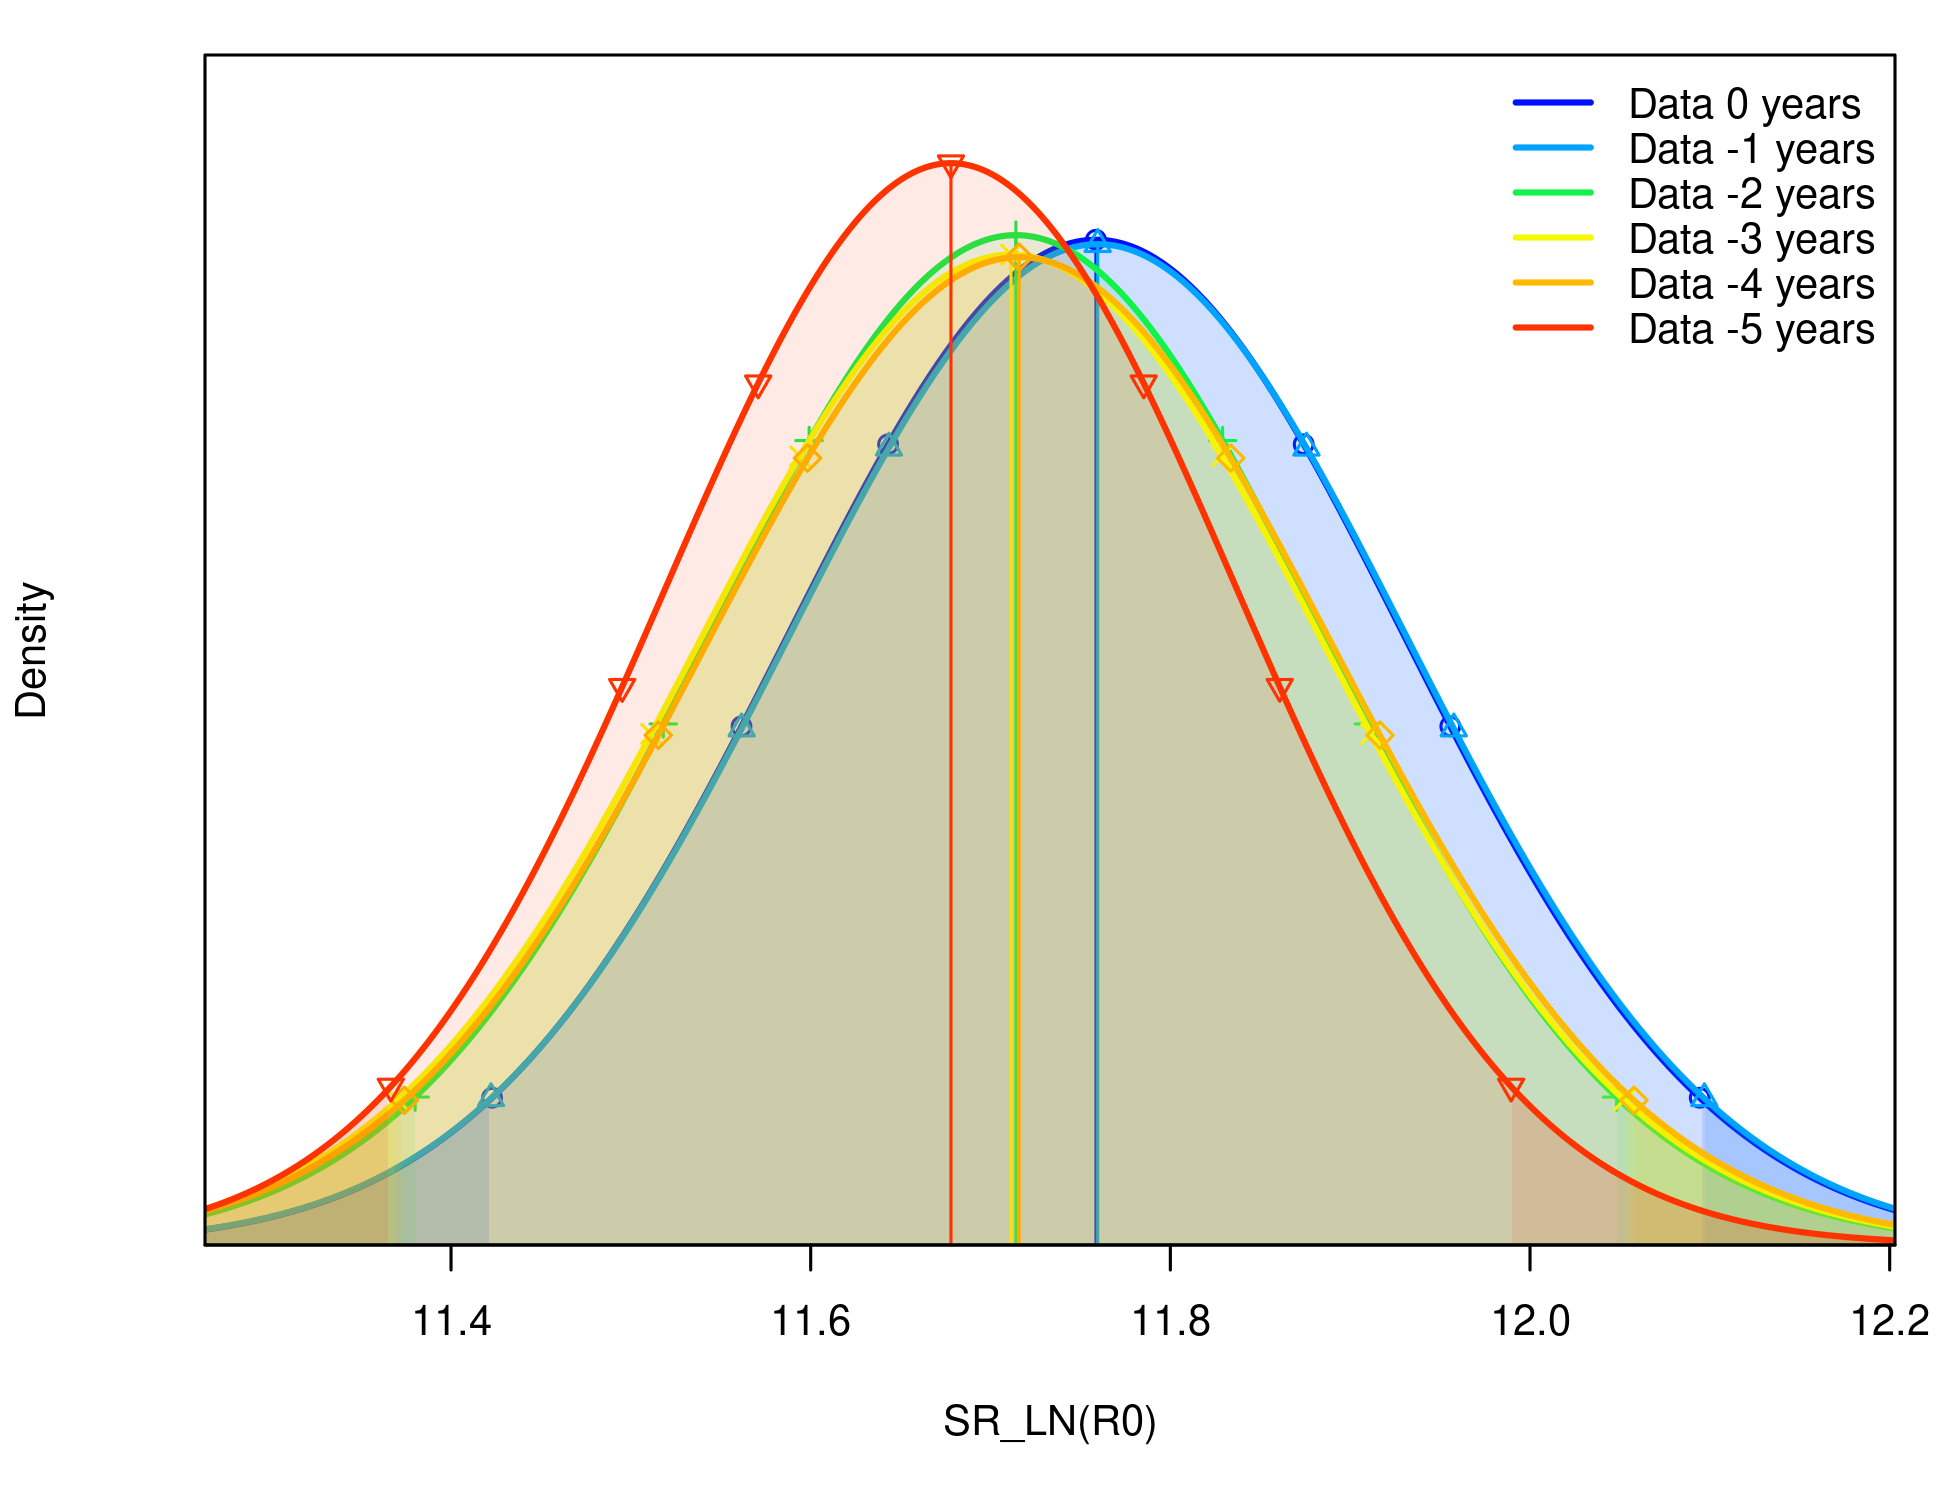 Data 0 years
Data -1 years
Data -2 years
Data -3 years
Data -4 years
Data -5 years
Density
11.4 11.6 11.8 12.0 12.2
SR_LN(R0)